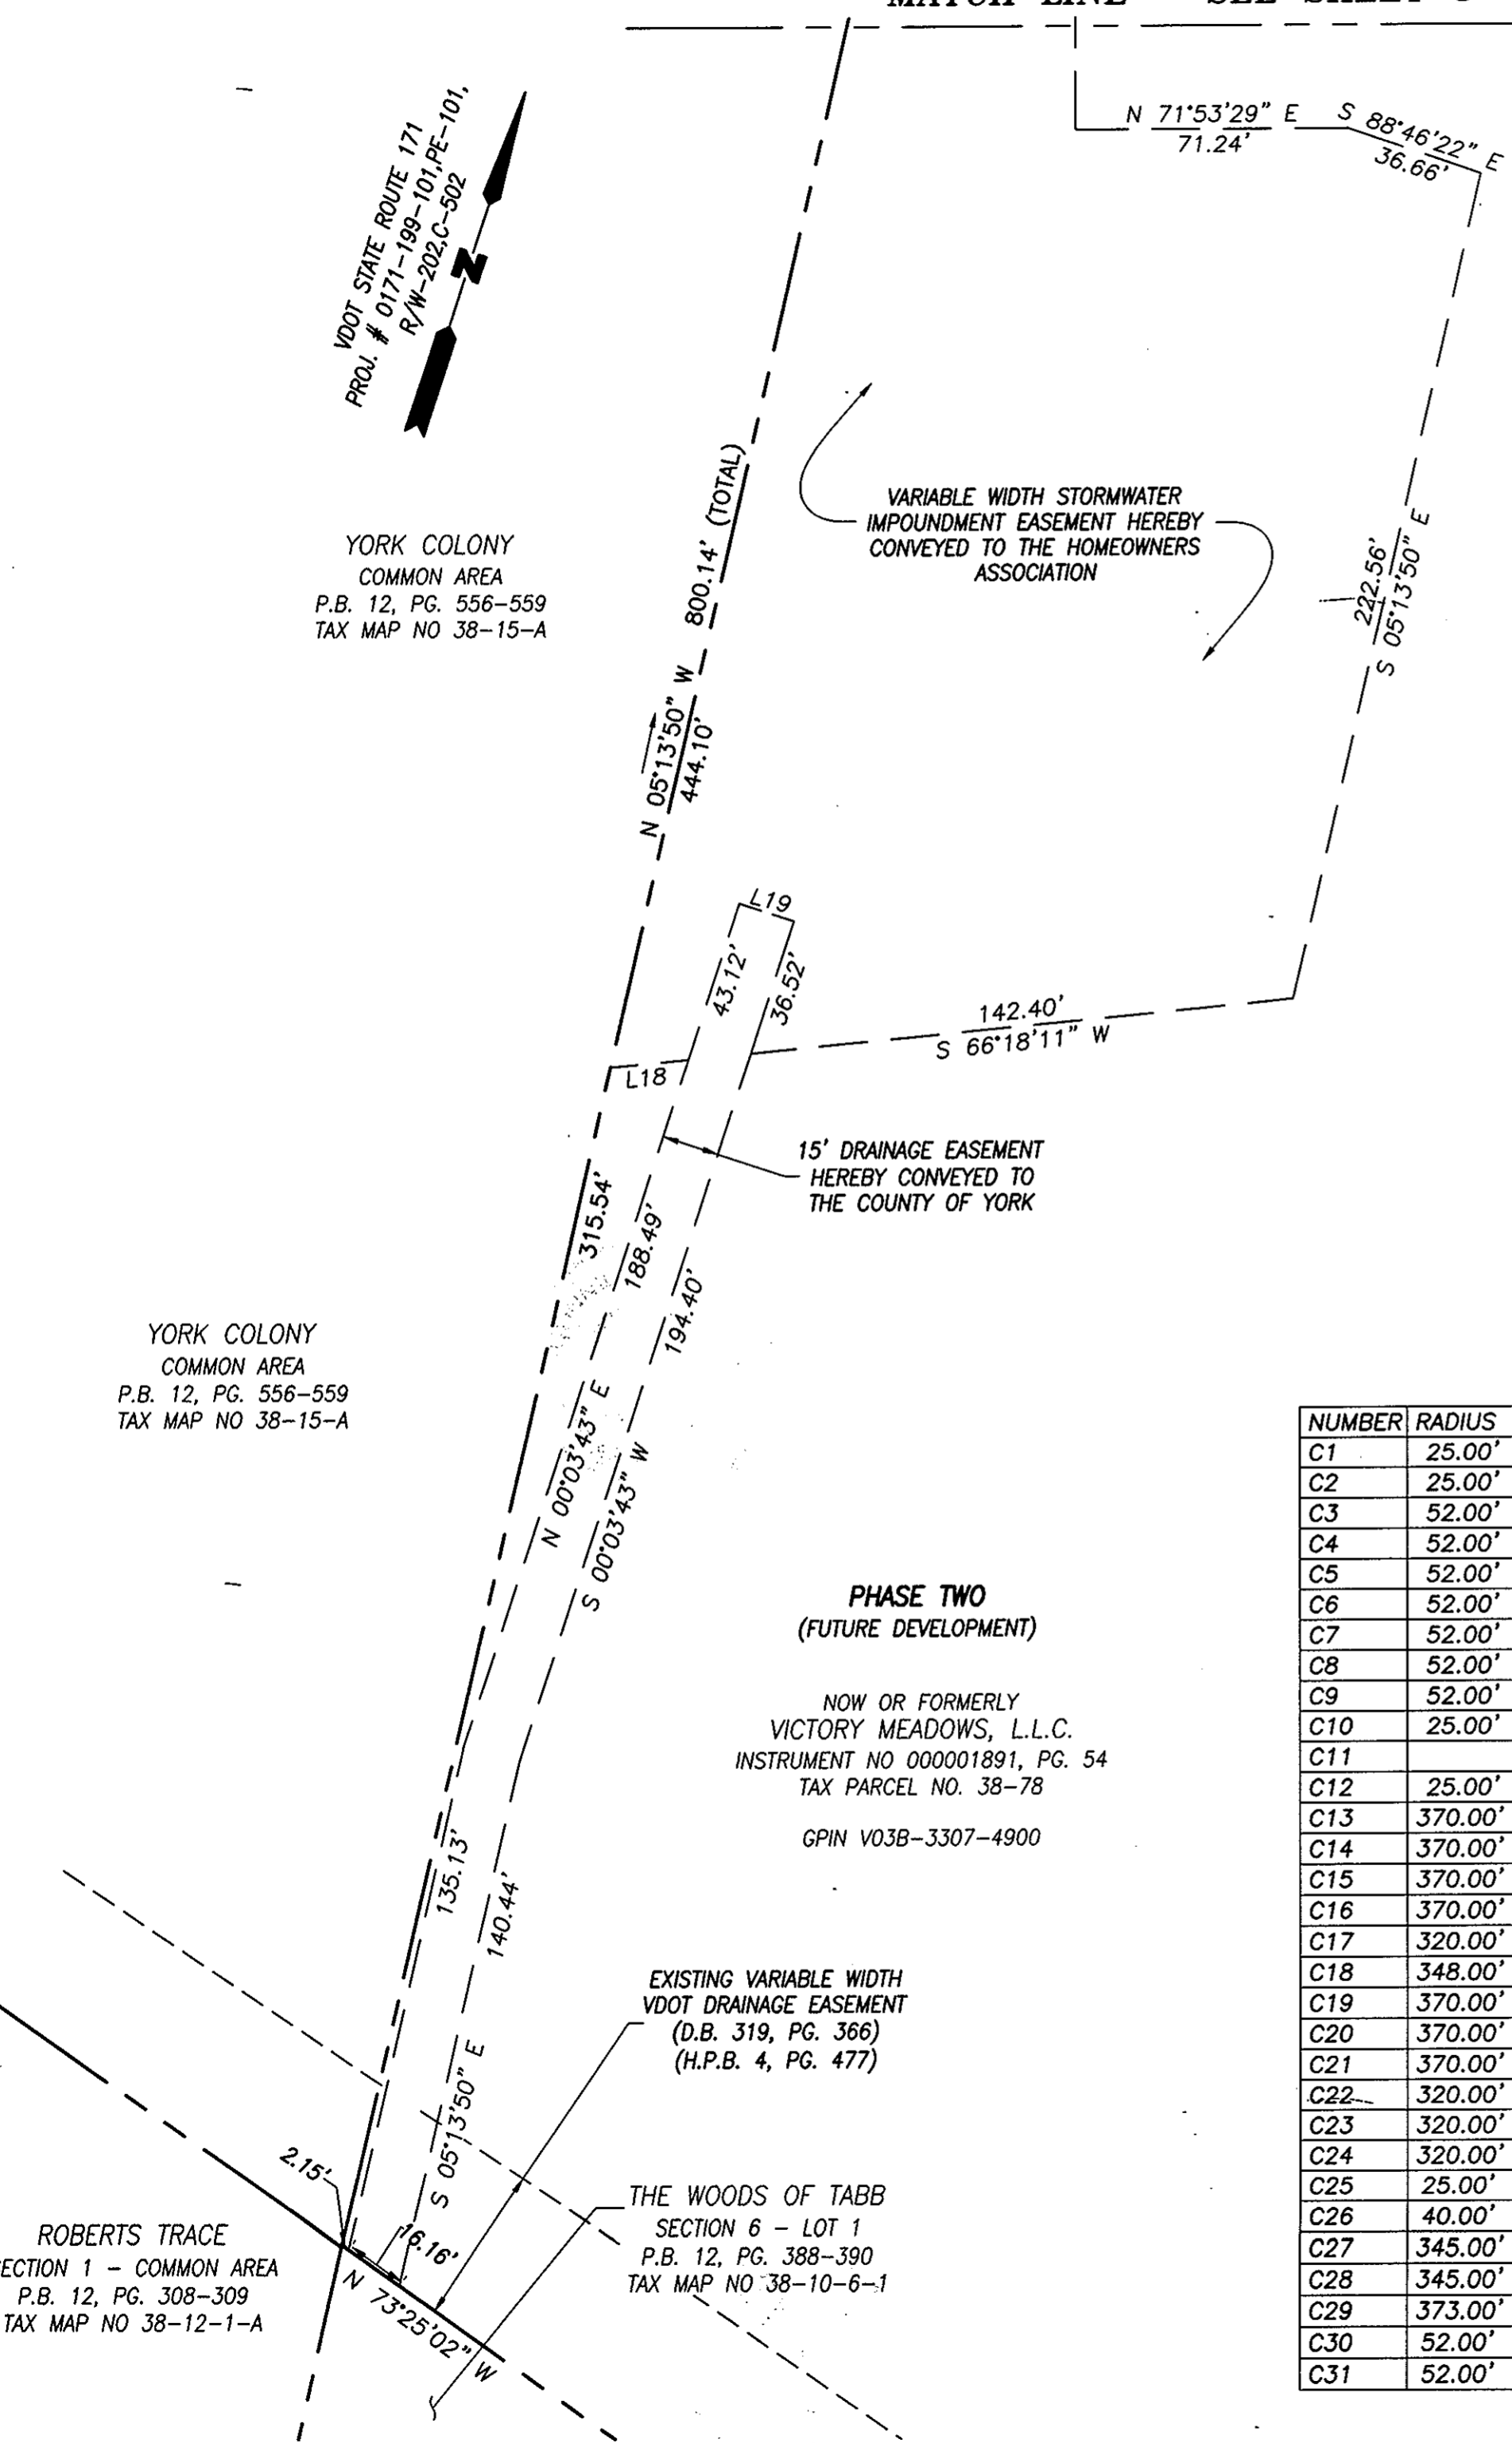 MATCH LINE SEE SHEET
VDOT STATE ROUTE 171
PROJ. # 0171-199-101,PE-101,
R/W-202,C-502
N
N 71°53'29" E
71.24'
S 88°46'22" E
36.66'
YORK COLONY
COMMON AREA
P.B. 12, PG. 556-559
TAX MAP NO 38-15-A
N 05°13'50" W 800.14' (TOTAL)
444.10'
VARIABLE WIDTH STORMWATER
IMPOUNDMENT EASEMENT HEREBY
CONVEYED TO THE HOMEOWNERS
ASSOCIATION
222.56'
S 05°13'50" E
L19
43.12'
36.52'
142.40'
S 66°18'11" W
L18
15' DRAINAGE EASEMENT
HEREBY CONVEYED TO
THE COUNTY OF YORK
315.54'
188.49'
194.40'
YORK COLONY
COMMON AREA
P.B. 12, PG. 556-559
TAX MAP NO 38-15-A
N 00°03'43" E
S 00°03'43" W
PHASE TWO
(FUTURE DEVELOPMENT)
NOW OR FORMERLY
VICTORY MEADOWS, L.L.C.
INSTRUMENT NO 000001891, PG. 54
TAX PARCEL NO. 38-78
GPIN V03B-3307-4900
135.13'
140.44'
EXISTING VARIABLE WIDTH
VDOT DRAINAGE EASEMENT
(D.B. 319, PG. 366)
(H.P.B. 4, PG. 477)
S 05°13'50" E
2.15'
16.16'
N 73°25'02" W
THE WOODS OF TABB
SECTION 6 - LOT 1
P.B. 12, PG. 388-390
TAX MAP NO 38-10-6-1
ROBERTS TRACE
ECTION 1 - COMMON AREA
P.B. 12, PG. 308-309
TAX MAP NO 38-12-1-A
NUMBER RADIUS
C1 25.00'
C2 25.00'
C3 52.00'
C4 52.00'
C5 52.00'
C6 52.00'
C7 52.00'
C8 52.00'
C9 52.00'
C10 25.00'
C11
C12 25.00'
C13 370.00'
C14 370.00'
C15 370.00'
C16 370.00'
C17 320.00'
C18 348.00'
C19 370.00'
C20 370.00'
C21 370.00'
C22 320.00'
C23 320.00'
C24 320.00'
C25 25.00'
C26 40.00'
C27 345.00'
C28 345.00'
C29 373.00'
C30 52.00'
C31 52.00'